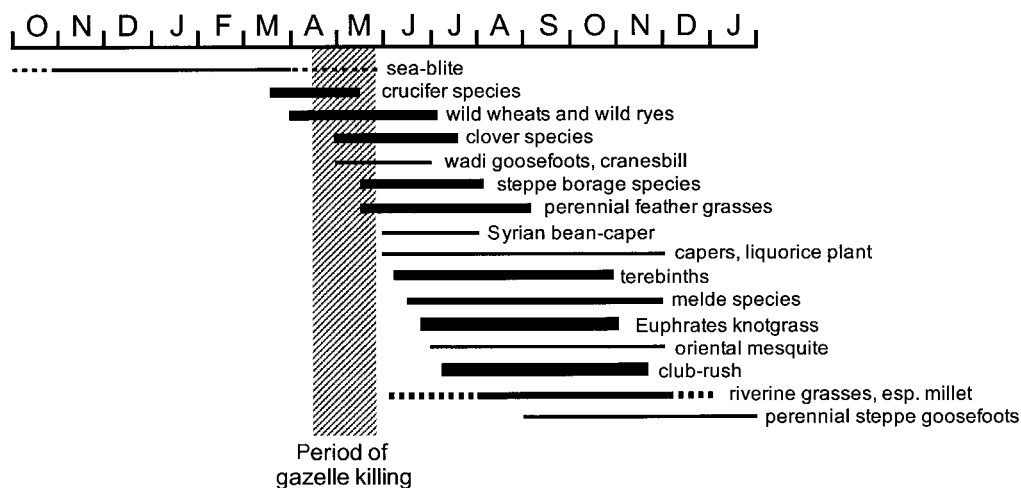 O N D J F M A M J J A S O N D J
sea-blite
crucifer species
wild wheats and wild ryes
clover species
wadi goosefoots, cranesbill
steppe borage species
perennial feather grasses
Syrian bean-caper
capers, liquorice plant
terebinths
melde species
Euphrates knotgrass
oriental mesquite
club-rush
riverine grasses, esp. millet
perennial steppe goosefoots
Period of
gazelle killing